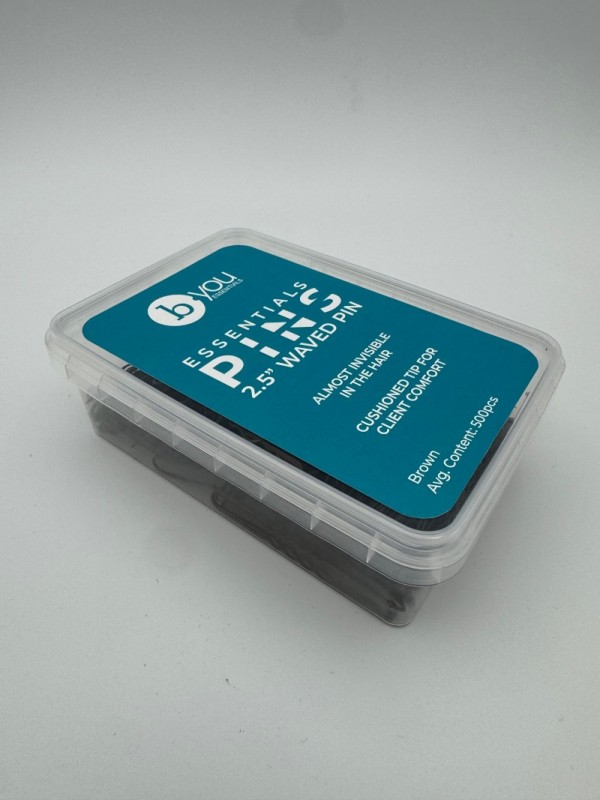 b you
ESSENTIALS
ESSENTIALS
PINS
2.5” WAVED PIN
ALMOST INVISIBLE
IN THE HAIR
CUSHIONED TIP FOR
CLIENT COMFORT
Brown
Avg. Content: 500pcs